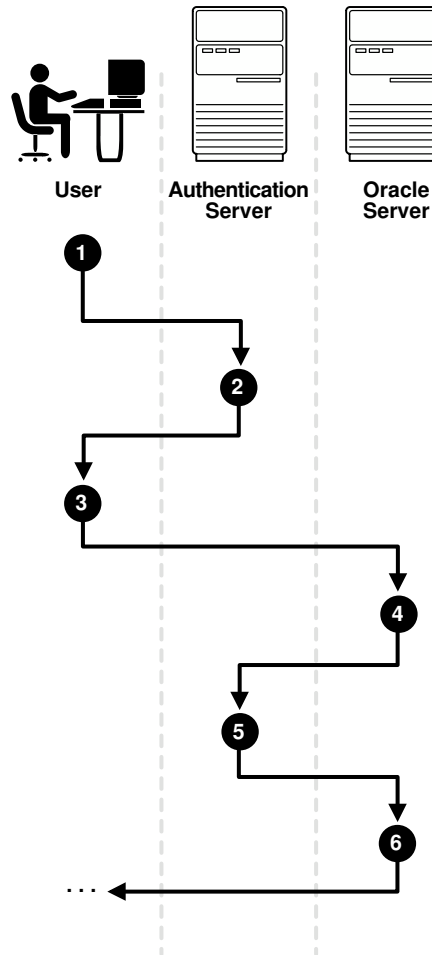 User
Authentication
Server
Oracle
Server
1
2
3
4
5
6
. . .